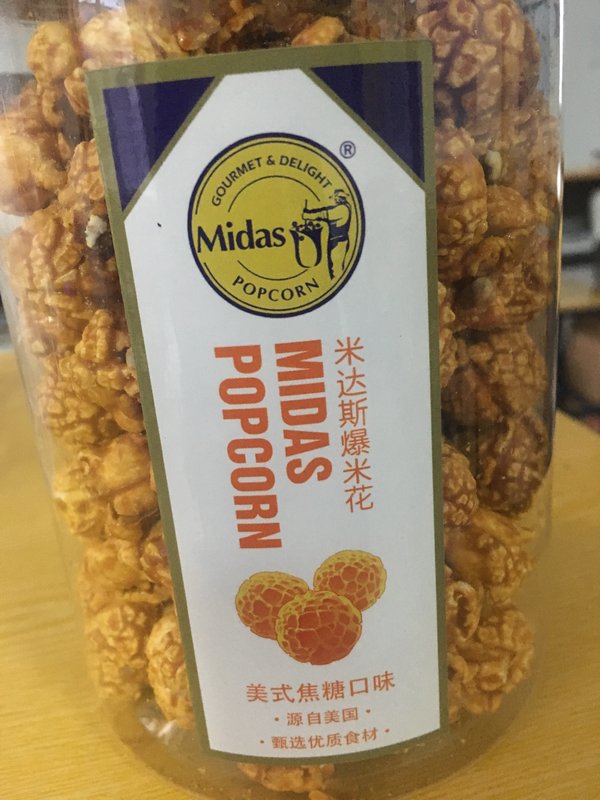 GOURMET & DELIGHT
®
Midas
POPCORN
米达斯爆米花
MIDAS
POPCORN
美式焦糖口味
·源自美国·
·甄选优质食材·